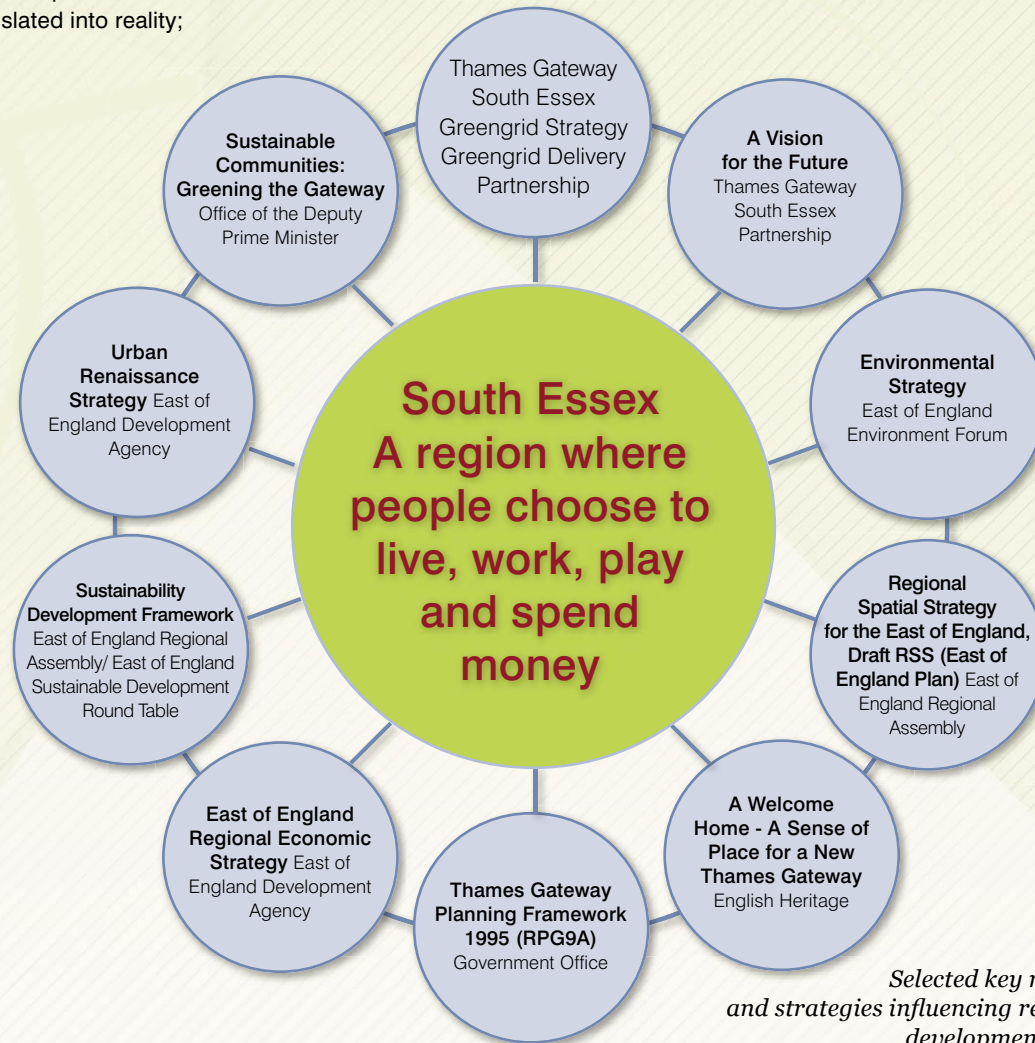 slated into reality;
Thames Gateway
South Essex
Greengrid Strategy
Greengrid Delivery
Partnership
A Vision
for the Future
Thames Gateway
South Essex
Partnership
Environmental
Strategy
East of England
Environment Forum
Regional
Spatial Strategy
for the East of England,
Draft RSS (East of
England Plan) East of
England Regional
Assembly
A Welcome
Home - A Sense of
Place for a New
Thames Gateway
English Heritage
Thames Gateway
Planning Framework
1995 (RPG9A)
Government Office
East of England
Regional Economic
Strategy East of
England Development
Agency
Sustainability
Development Framework
East of England Regional
Assembly/ East of England
Sustainable Development
Round Table
Urban
Renaissance
Strategy East of
England Development
Agency
Sustainable
Communities:
Greening the Gateway
Office of the Deputy
Prime Minister
South Essex
A region where
people choose to
live, work, play
and spend
money
Selected key
and strategies influencing